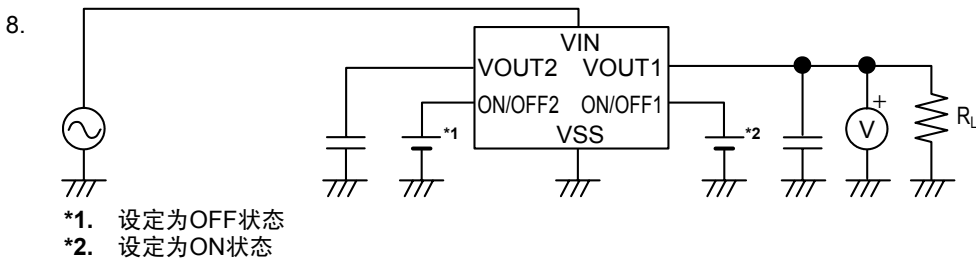 8.
VIN
VOUT2 VOUT1
ON/OFF2 ON/OFF1
*1 *2
VSS
+
V
RL
*1. 设定为OFF状态
*2. 设定为ON状态